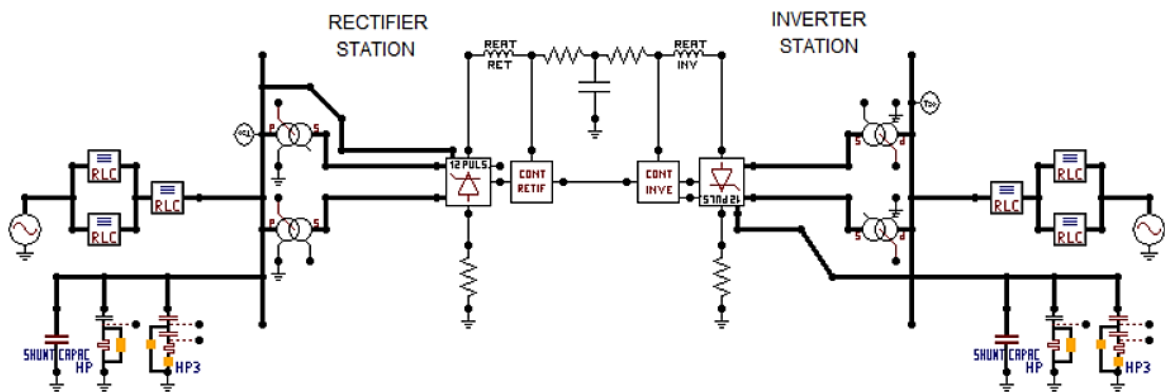 RECTIFIER
STATION
INVERTER
STATION
REAT
RET
REAT
INV
P S
P S
S P
S P
12 PULS.
12 PULS.
CONT
RETIF
CONT
INVE
RLC
RLC
RLC
RLC
RLC
RLC
SHUNT CAPAC
HP
HP3
SHUNT CAPAC
HP
HP3